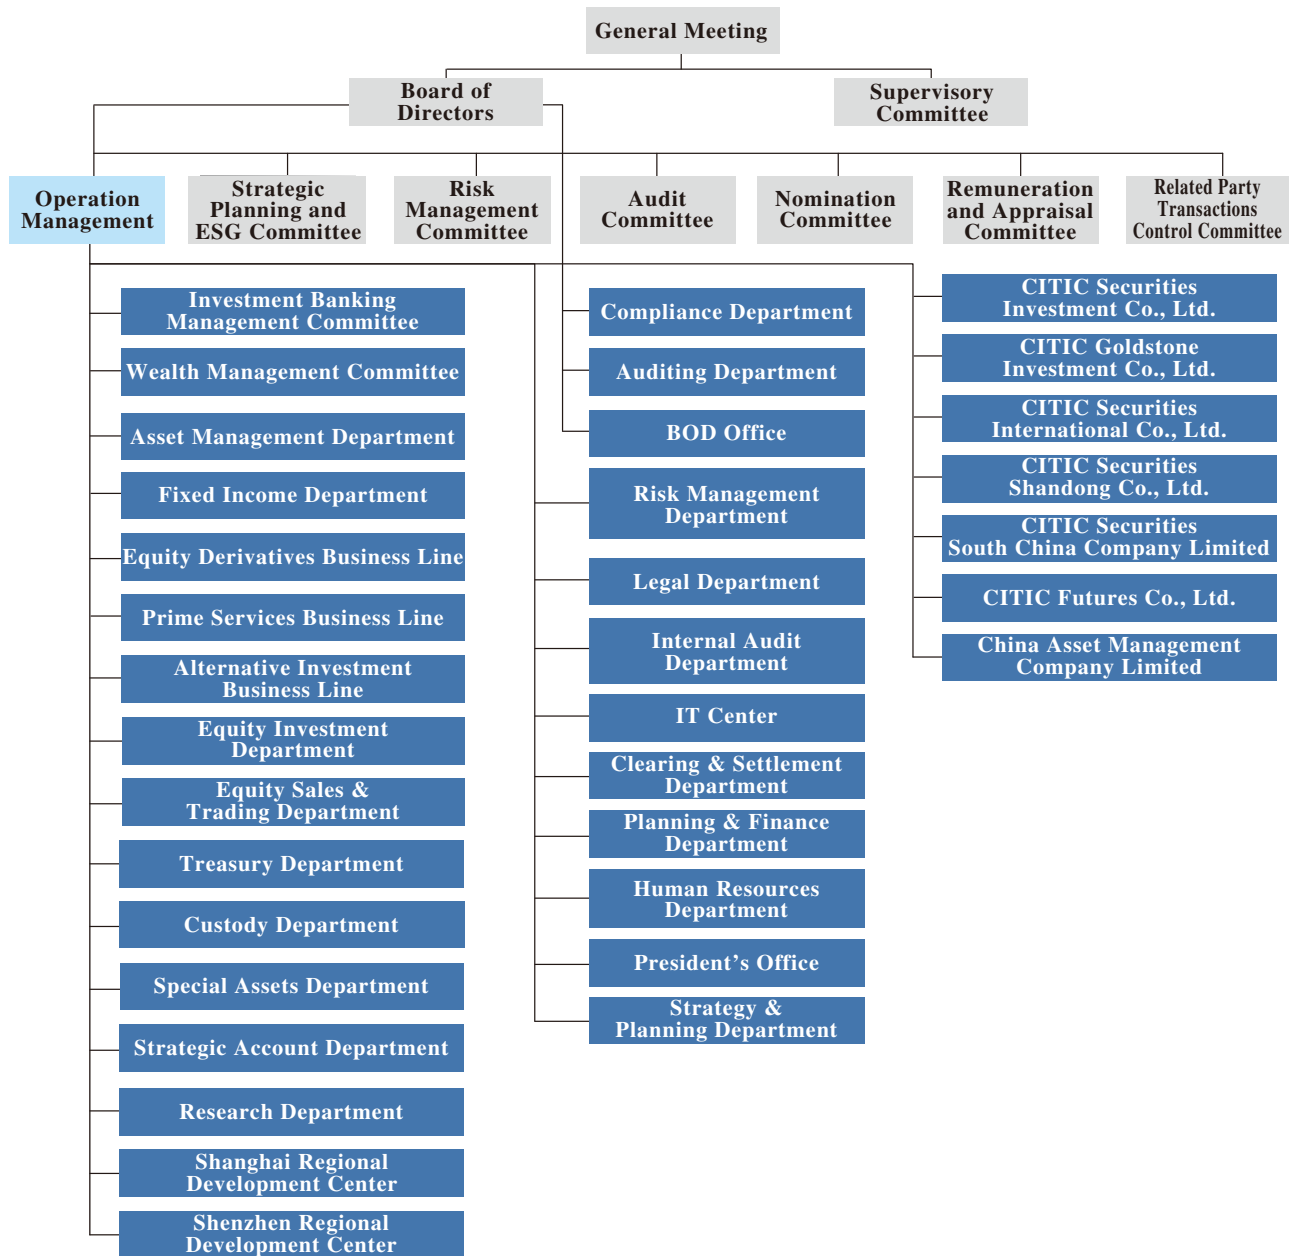 General Meeting
Board of
Directors
Supervisory
Committee
Operation
Management
Strategic
Planning and
ESG Committee
Risk
Management
Committee
Audit
Committee
Nomination
Committee
Remuneration
and Appraisal
Committee
Related Party
Transactions
Control Committee
Investment Banking
Management Committee
Wealth Management Committee
Asset Management Department
Fixed Income Department
Equity Derivatives Business Line
Prime Services Business Line
Alternative Investment
Business Line
Equity Investment
Department
Equity Sales &
Trading Department
Treasury Department
Custody Department
Special Assets Department
Strategic Account Department
Research Department
Shanghai Regional
Development Center
Shenzhen Regional
Development Center
Compliance Department
Auditing Department
BOD Office
Risk Management
Department
Legal Department
Internal Audit
Department
IT Center
Clearing & Settlement
Department
Planning & Finance
Department
Human Resources
Department
President’s Office
Strategy &
Planning Department
CITIC Securities
Investment Co., Ltd.
CITIC Goldstone
Investment Co., Ltd.
CITIC Securities
International Co., Ltd.
CITIC Securities
Shandong Co., Ltd.
CITIC Securities
South China Company Limited
CITIC Futures Co., Ltd.
China Asset Management
Company Limited